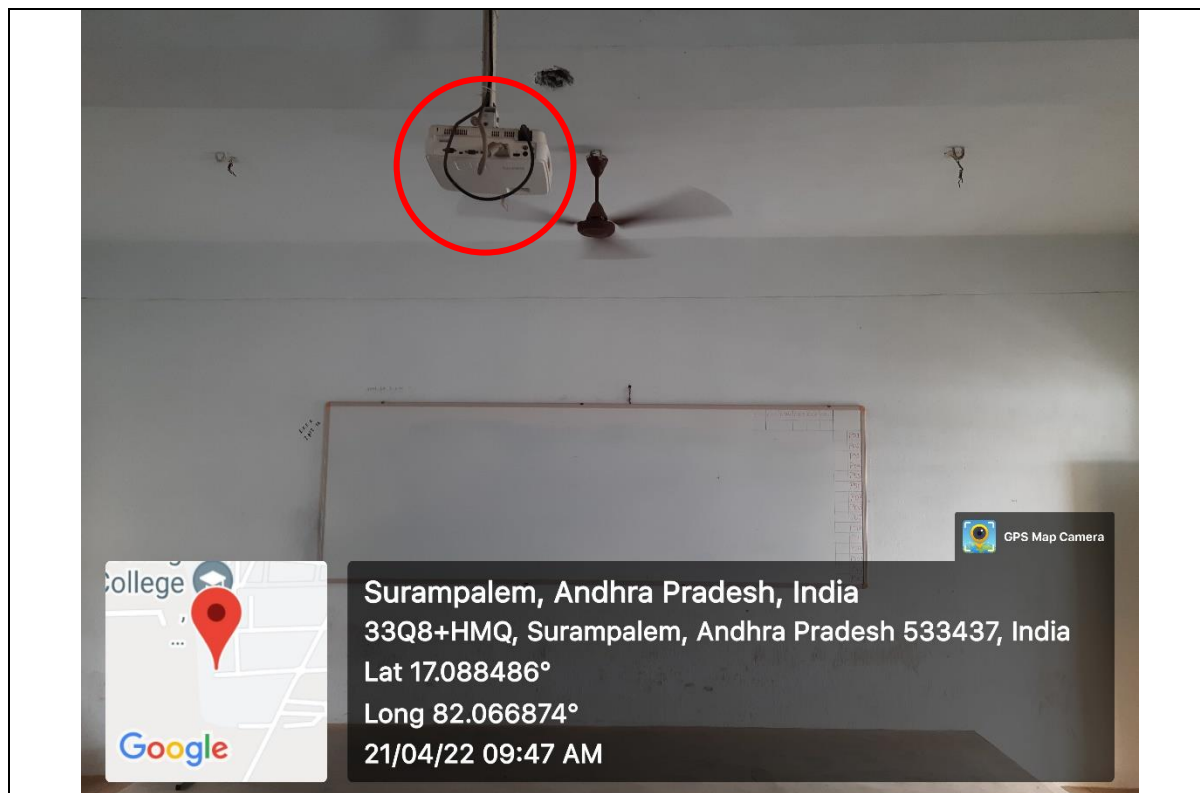 GPS Map Camera
College
Google
Surampalem, Andhra Pradesh, India
33Q8+HMQ, Surampalem, Andhra Pradesh 533437, India
Lat 17.088486°
Long 82.066874°
21/04/22 09:47 AM